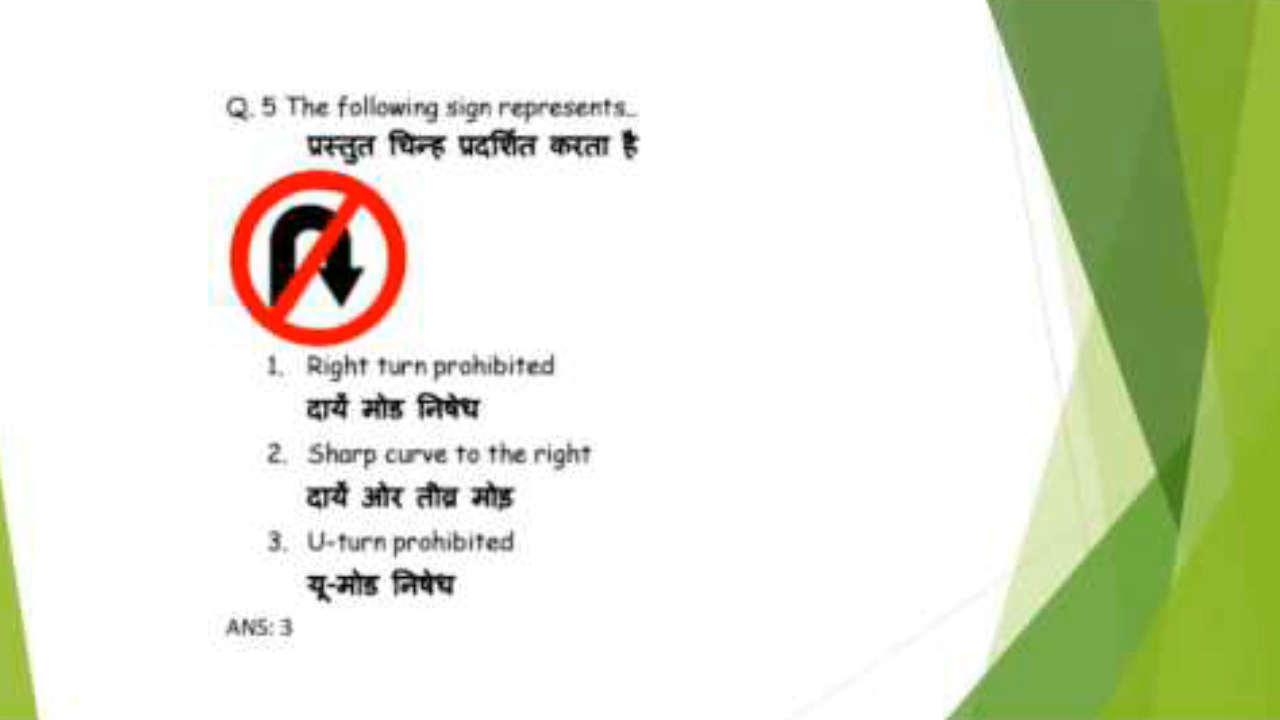 Q. 5 The following sign represents..
प्रस्तुत चिन्ह प्रदर्शित करता है
1. Right turn prohibited
दायें मोड निषेध
2. Sharp curve to the right
दायें ओर तीव्र मोड़
3. U-turn prohibited
यू-मोड निषेध
ANS: 3